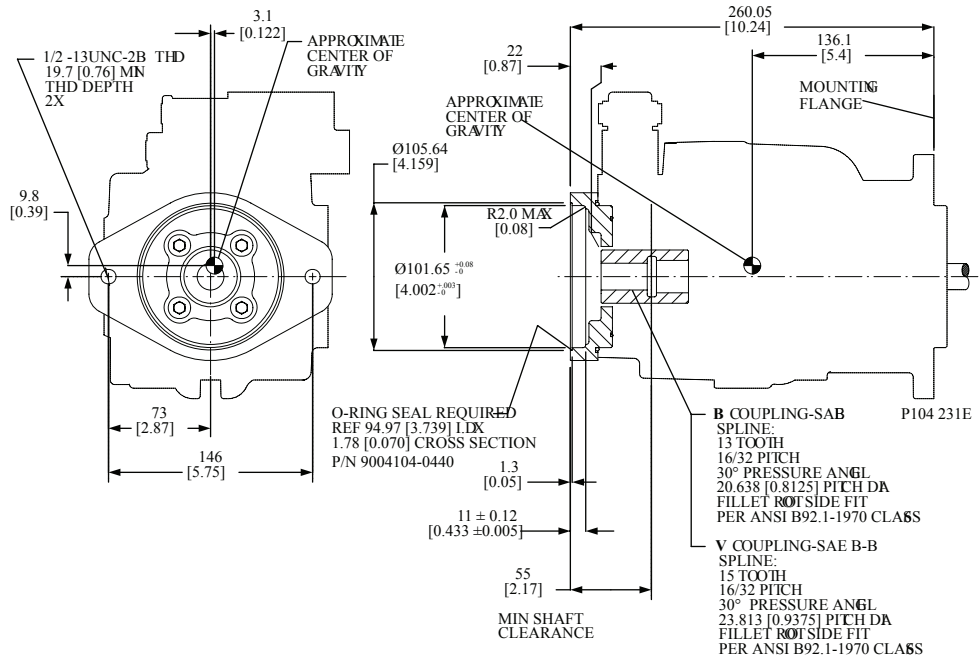 3.1
[0.122]
1/2 -13UNC-2B THD
19.7 [0.76] MIN
THD DEPTH
2X
APPROXIMATE
CENTER OF
GRAVITY
9.8
[0.39]
73
[2.87]
146
[5.75]
260.05
[10.24]
22
[0.87]
136.1
[5.4]
MOUNTING
FLANGE
APPROXIMATE
CENTER OF
GRAVITY
Ø105.64
[4.159]
R2.0 MAX
[0.08]
Ø101.65 +0.08 -0
[4.002 +.003 -0]
O-RING SEAL REQUIRED
REF 94.97 [3.739] I.D X
1.78 [0.070] CROSS SECTION
P/N 9004104-0440
1.3
[0.05]
11 ± 0.12
[0.433 ±0.005]
55
[2.17]
MIN SHAFT
CLEARANCE
B COUPLING-SAB
SPLINE:
13 TOOTH
16/32 PITCH
30° PRESSURE ANGL
20.638 [0.8125] PITCH DIA
FILLET ROOT SIDE FIT
PER ANSI B92.1-1970 CLASS 6
P104 231E
V COUPLING-SAE B-B
SPLINE:
15 TOOTH
16/32 PITCH
30° PRESSURE ANGL
23.813 [0.9375] PITCH DIA
FILLET ROOT SIDE FIT
PER ANSI B92.1-1970 CLASS 6